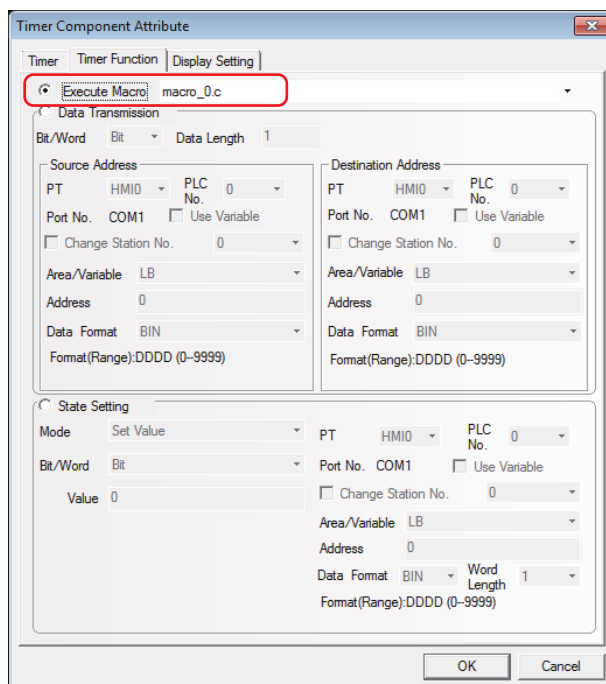 Timer Component Attribute
Timer Timer Function Display Setting
Execute Macro macro_0.c
Data Transmission
Bit/Word Bit Data Length 1
Source Address
PT HMI0 PLC No. 0
Port No. COM1 Use Variable
Change Station No. 0
Area/Variable LB
Address 0
Data Format BIN
Format(Range):DDDD (0--9999)
Destination Address
PT HMI0 PLC No. 0
Port No. COM1 Use Variable
Change Station No. 0
Area/Variable LB
Address 0
Data Format BIN
Format(Range):DDDD (0--9999)
State Setting
Mode Set Value
Bit/Word Bit
Value 0
PT HMI0 PLC No. 0
Port No. COM1 Use Variable
Change Station No. 0
Area/Variable LB
Address 0
Data Format BIN Word Length 1
Format(Range):DDDD (0--9999)
OK Cancel